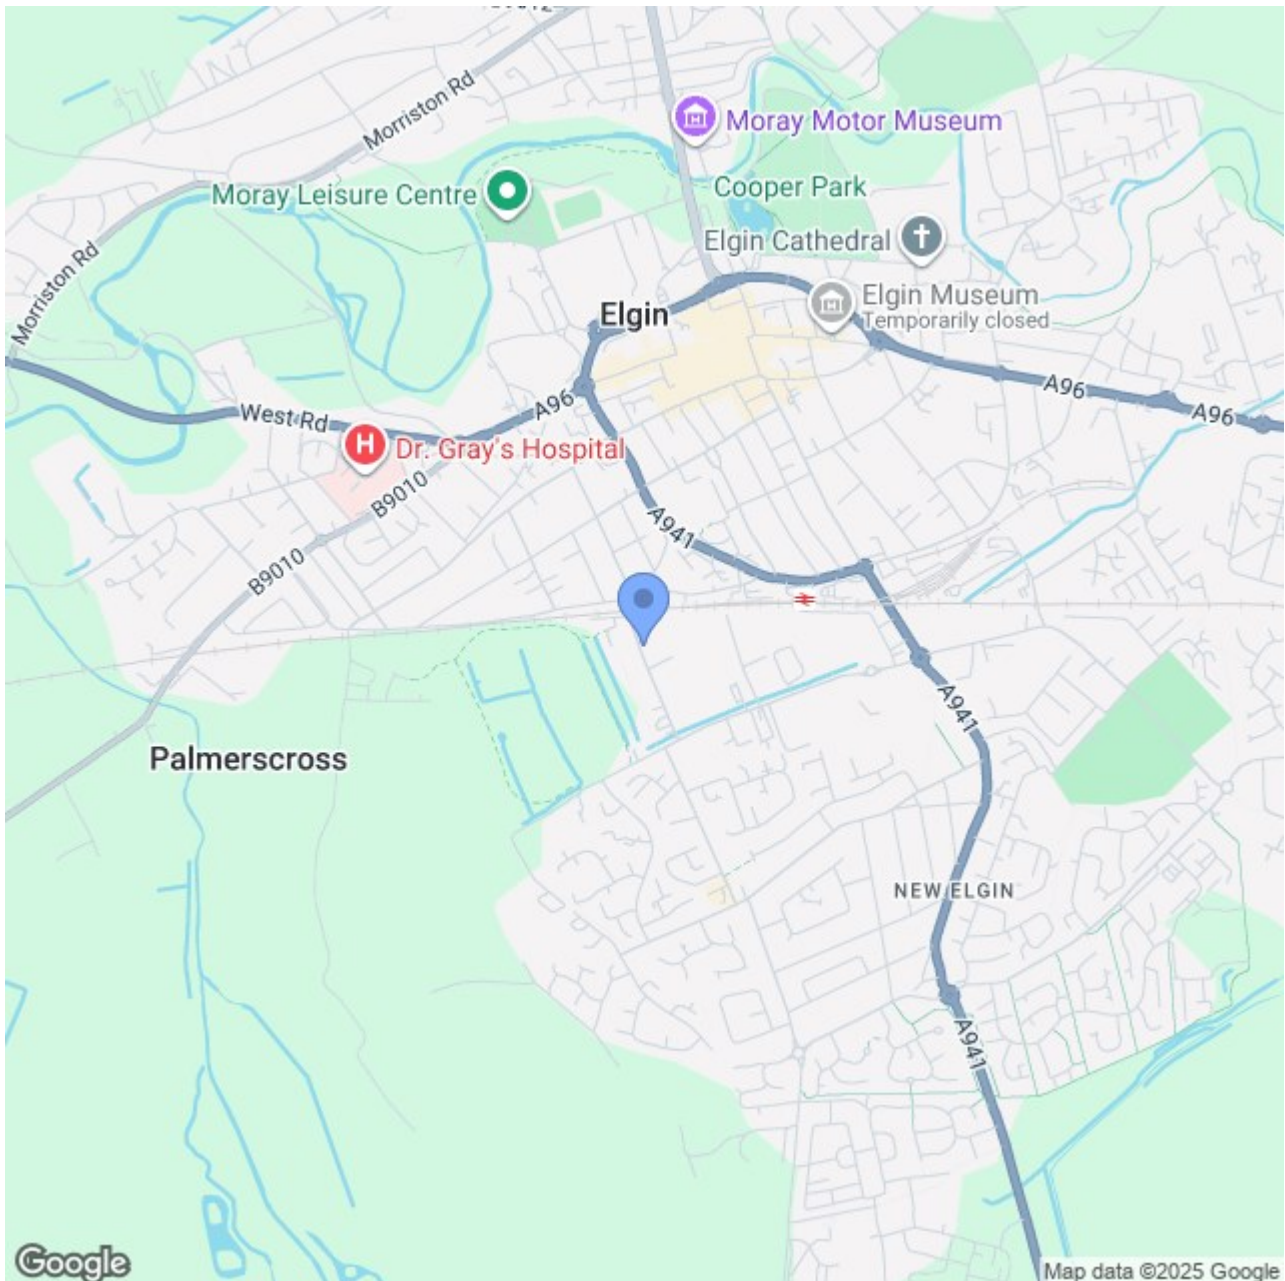 Morriston Rd
Moray Motor Museum
Moray Leisure Centre
Cooper Park
Elgin Cathedral
Morriston Rd
Elgin
Elgin Museum
Temporarily closed
A96
A96
A96
West Rd
Dr. Gray's Hospital
B9010
A941
B9010
A941
Palmerscross
NEW ELGIN
A941
Google
Map data ©2025 Google